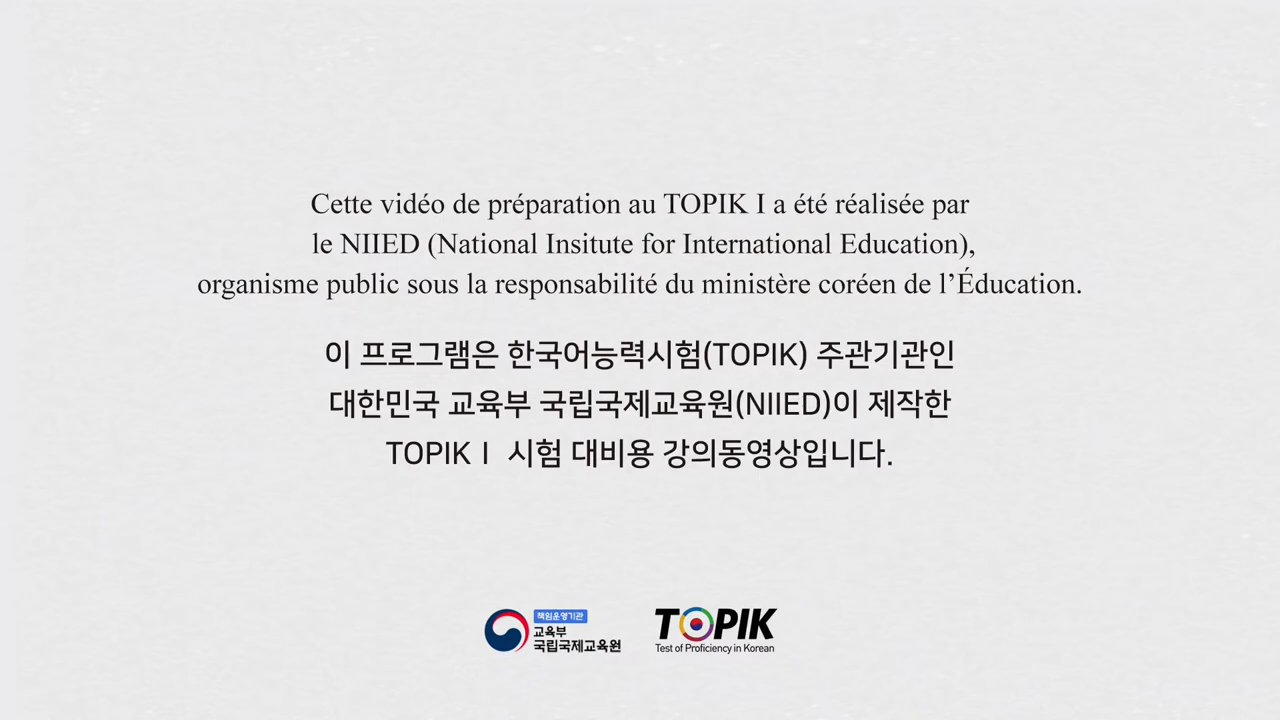 Cette vidéo de préparation au TOPIK I a été réalisée par
le NIIED (National Insitute for International Education),
organisme public sous la responsabilité du ministère coréen de l’Éducation.
이 프로그램은 한국어능력시험(TOPIK) 주관기관인
대한민국 교육부 국립국제교육원(NIIED)이 제작한
TOPIKⅠ 시험 대비용 강의동영상입니다.
책임운영기관
교육부
국립국제교육원
TOPIK
Test of Proficiency in Korean